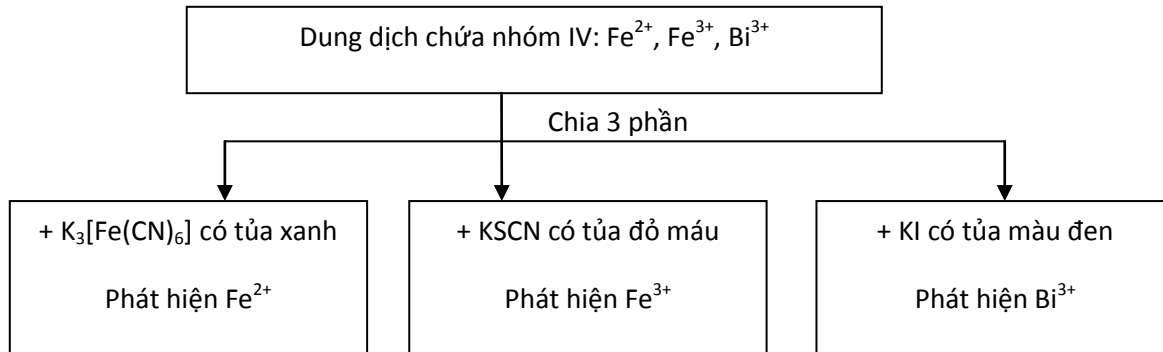 Dung dịch chứa nhóm IV: Fe²⁺, Fe³⁺, Bi³⁺
Chia 3 phần
+ K₃[Fe(CN)₆] có tủa xanh
Phát hiện Fe²⁺
+ KSCN có tủa đỏ máu
Phát hiện Fe³⁺
+ KI có tủa màu đen
Phát hiện Bi³⁺